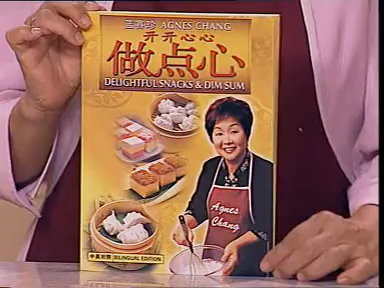 AGNES CHANG
开开心心
做点心
DELIGHTFUL SNACKS & DIM SUM
Agnes
Chang
中英对照 BILINGUAL EDITION